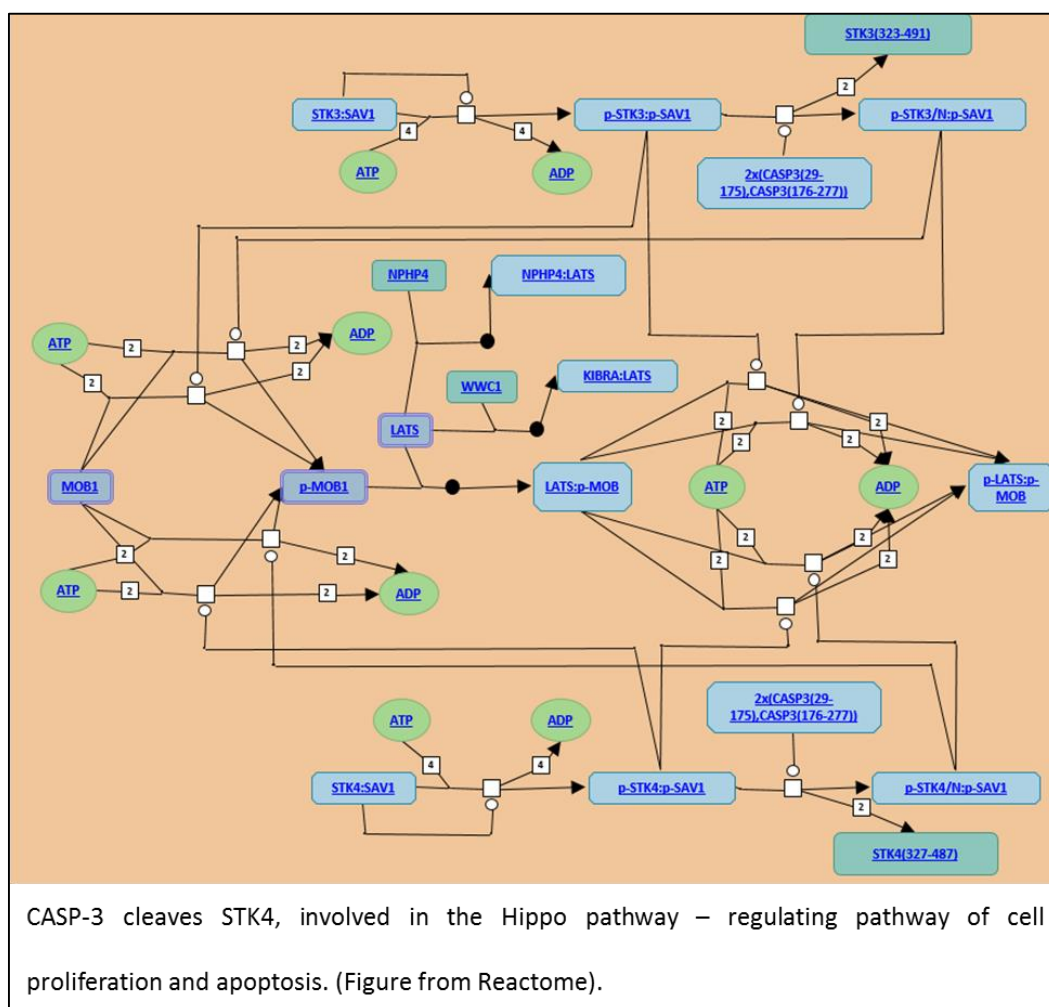 STK3(323-491)
2
STK3:SAV1
p-STK3:p-SAV1
p-STK3/N:p-SAV1
4
4
ATP
ADP
2x(CASP3(29-
175),CASP3(176-277))
NPHP4
NPHP4:LATS
ATP
2
2
ADP
2
2
WWC1
KIBRA:LATS
LATS
2
2
2
2
MOB1
p-MOB1
LATS:p-MOB
ATP
ADP
p-LATS:p-
MOB
2
2
2
2
2
2
ATP
2
2
ADP
2
2x(CASP3(29-
175),CASP3(176-277))
ATP
ADP
4
4
STK4:SAV1
p-STK4:p-SAV1
p-STK4/N:p-SAV1
2
STK4(327-487)
CASP-3 cleaves STK4, involved in the Hippo pathway – regulating pathway of cell
proliferation and apoptosis. (Figure from Reactome).